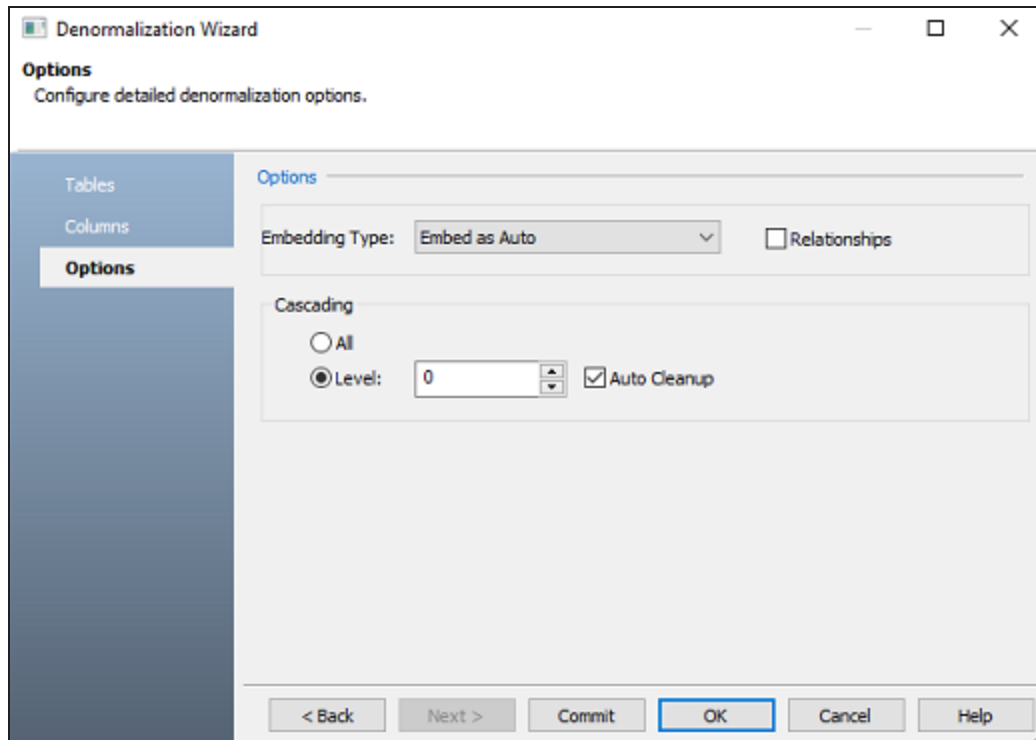 Denormalization Wizard
Options
Configure detailed denormalization options.
Tables
Columns
Options
Options
Embedding Type: Embed as Auto Relationships
Cascading
All
Level: 0 Auto Cleanup
< Back Next > Commit OK Cancel Help